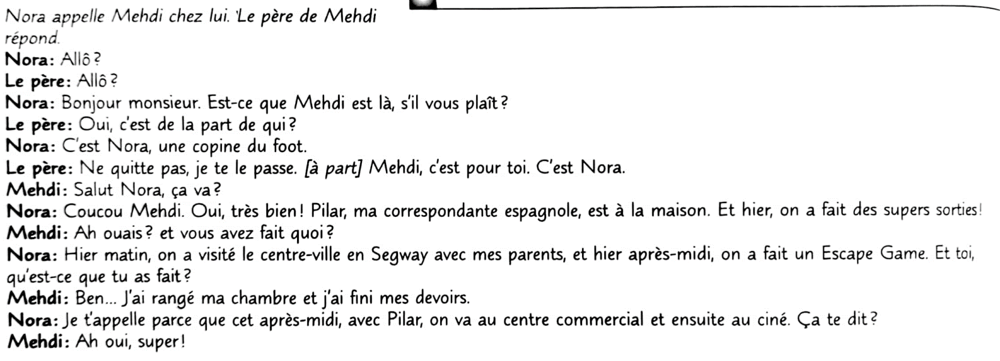 Nora appelle Mehdi chez lui. Le père de Mehdi
répond.
Nora: Allô?
Le père: Allô?
Nora: Bonjour monsieur. Est-ce que Mehdi est là, s'il vous plaît?
Le père: Oui, c'est de la part de qui?
Nora: C'est Nora, une copine du foot.
Le père: Ne quitte pas, je te le passe. [à part] Mehdi, c'est pour toi. C'est Nora.
Mehdi: Salut Nora, ça va?
Nora: Coucou Mehdi. Oui, très bien! Pilar, ma correspondante espagnole, est à la maison. Et hier, on a fait des supers sorties!
Mehdi: Ah ouais? et vous avez fait quoi?
Nora: Hier matin, on a visité le centre-ville en Segway avec mes parents, et hier après-midi, on a fait un Escape Game. Et toi,
qu'est-ce que tu as fait?
Mehdi: Ben... J'ai rangé ma chambre et j'ai fini mes devoirs.
Nora: Je t'appelle parce que cet après-midi, avec Pilar, on va au centre commercial et ensuite au ciné. Ça te dit?
Mehdi: Ah oui, super!